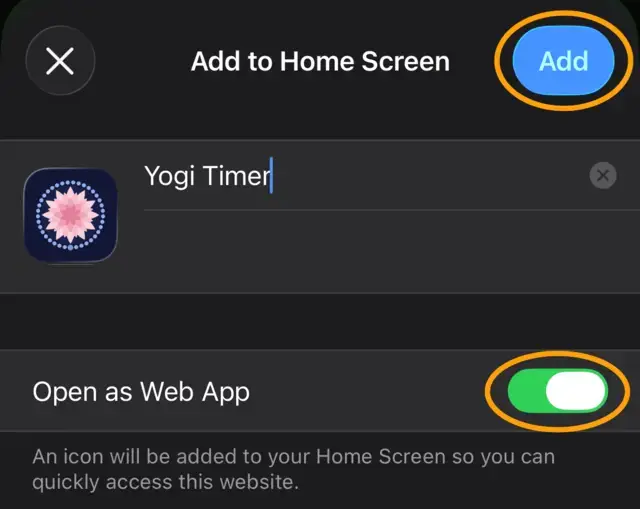 Add to Home Screen
Add
Yogi Timer
Open as Web App
An icon will be added to your Home Screen so you can
quickly access this website.